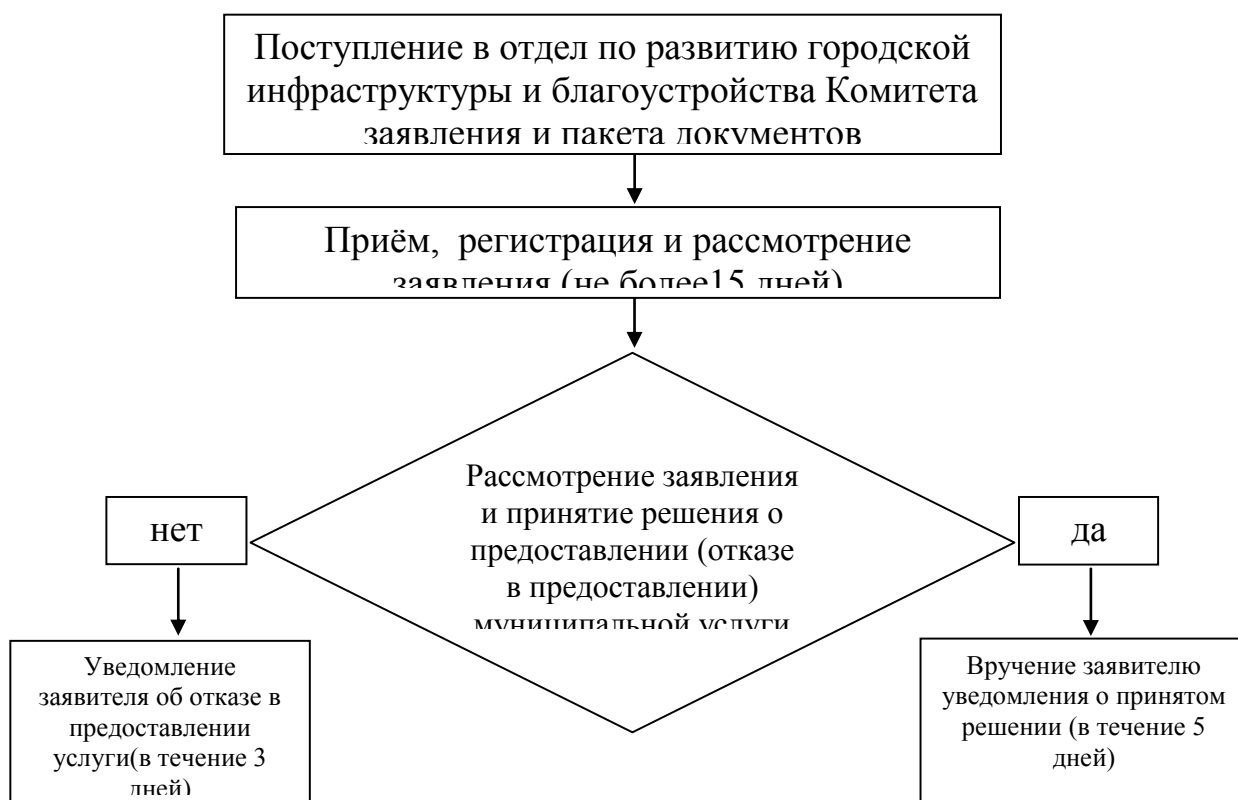 Поступление в отдел по развитию городской
инфраструктуры и благоустройства Комитета
заявления и пакета документов
Приём, регистрация и рассмотрение
заявления (не более15 дней)
Рассмотрение заявления
и принятие решения о
предоставлении (отказе
в предоставлении)
муниципальной услуги
нет
да
Уведомление
заявителя об отказе в
предоставлении
услуги(в течение 3
дней)
Вручение заявителю
уведомления о принятом
решении (в течение 5
дней)